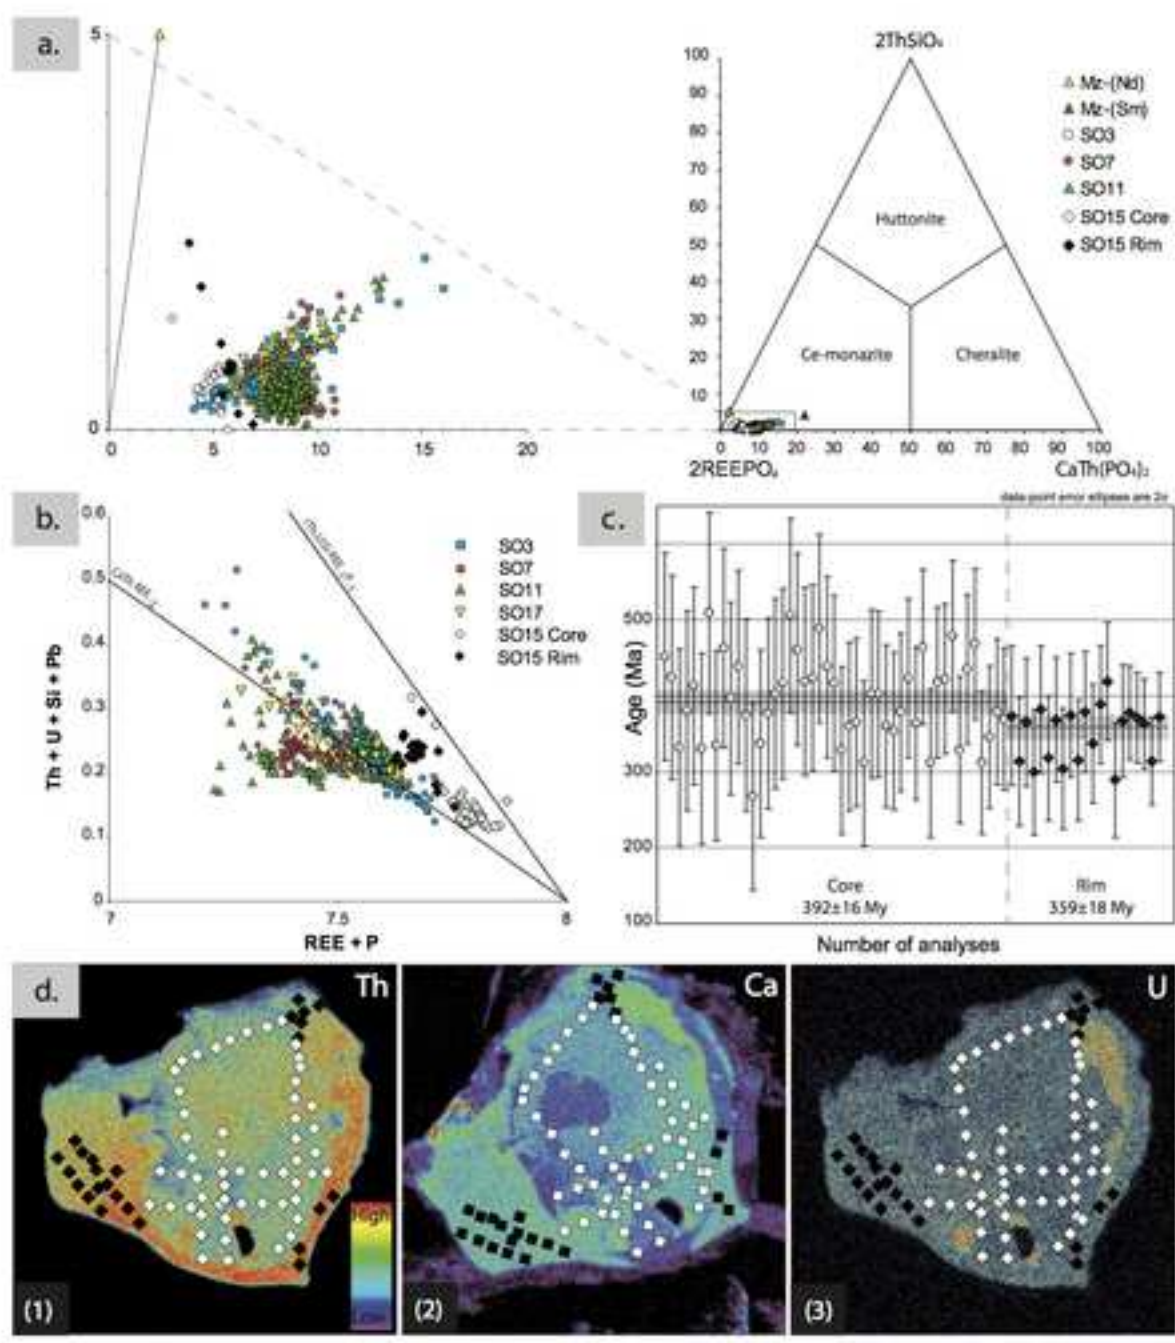 a.
5
0
0
5
10
15
20
2ThSiO₄
100
90
80
70
60
50
40
30
20
10
0
Huttonite
Ce-monazite
Cheralite
0 10 20 30 40 50 60 70 80 90 100
2REEPO₄
CaTh(PO₄)₂
Mz-(Nd)
Mz-(Sm)
SO3
SO7
SO11
SO15 Core
SO15 Rim
b.
0.6
0.5
0.4
0.3
0.2
0.1
0
Th + U + Si + Pb
7
7.5
8
REE + P
SO3
SO7
SO11
SO17
SO15 Core
SO15 Rim
c.
data-point error ellipses are 2σ
Age (Ma)
500
300
200
100
Core
392±16 My
Rim
359±18 My
Number of analyses
d.
Th
High
Low
(1)
Ca
(2)
U
(3)